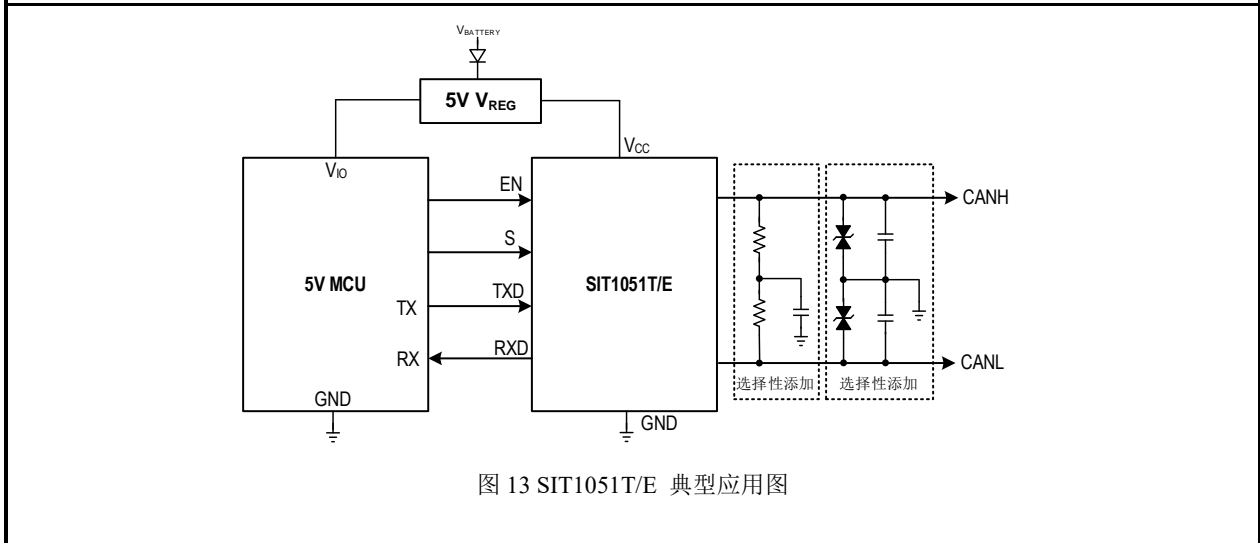 VBATTERY
5V VREG
VIO
VCC
EN
S
TXD
RXD
5V MCU
TX
RX
GND
SIT1051T/E
GND
CANH
CANL
选择性添加
选择性添加
图 13 SIT1051T/E 典型应用图